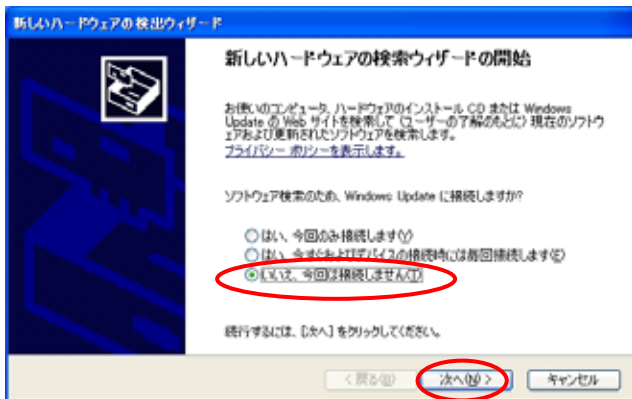 新しいハードウェアの検出ウィザード
新しいハードウェアの検索ウィザードの開始
お使いのコンピュータ、ハードウェアのインストール CD または Windows
Update の Web サイトを検索して (ユーザーの了解のもとに) 現在のソフトウ
ェアおよび更新されたソフトウェアを検索します。
プライバシー ポリシーを表示します。
ソフトウェア検索のため、Windows Update に接続しますか?
はい、今回のみ接続します(Y)
はい、今すぐおよびデバイスの接続時には毎回接続します(E)
いいえ、今回は接続しません(T)
続行するには、[次へ] をクリックしてください。
< 戻る(B)
次へ(N) >
キャンセル